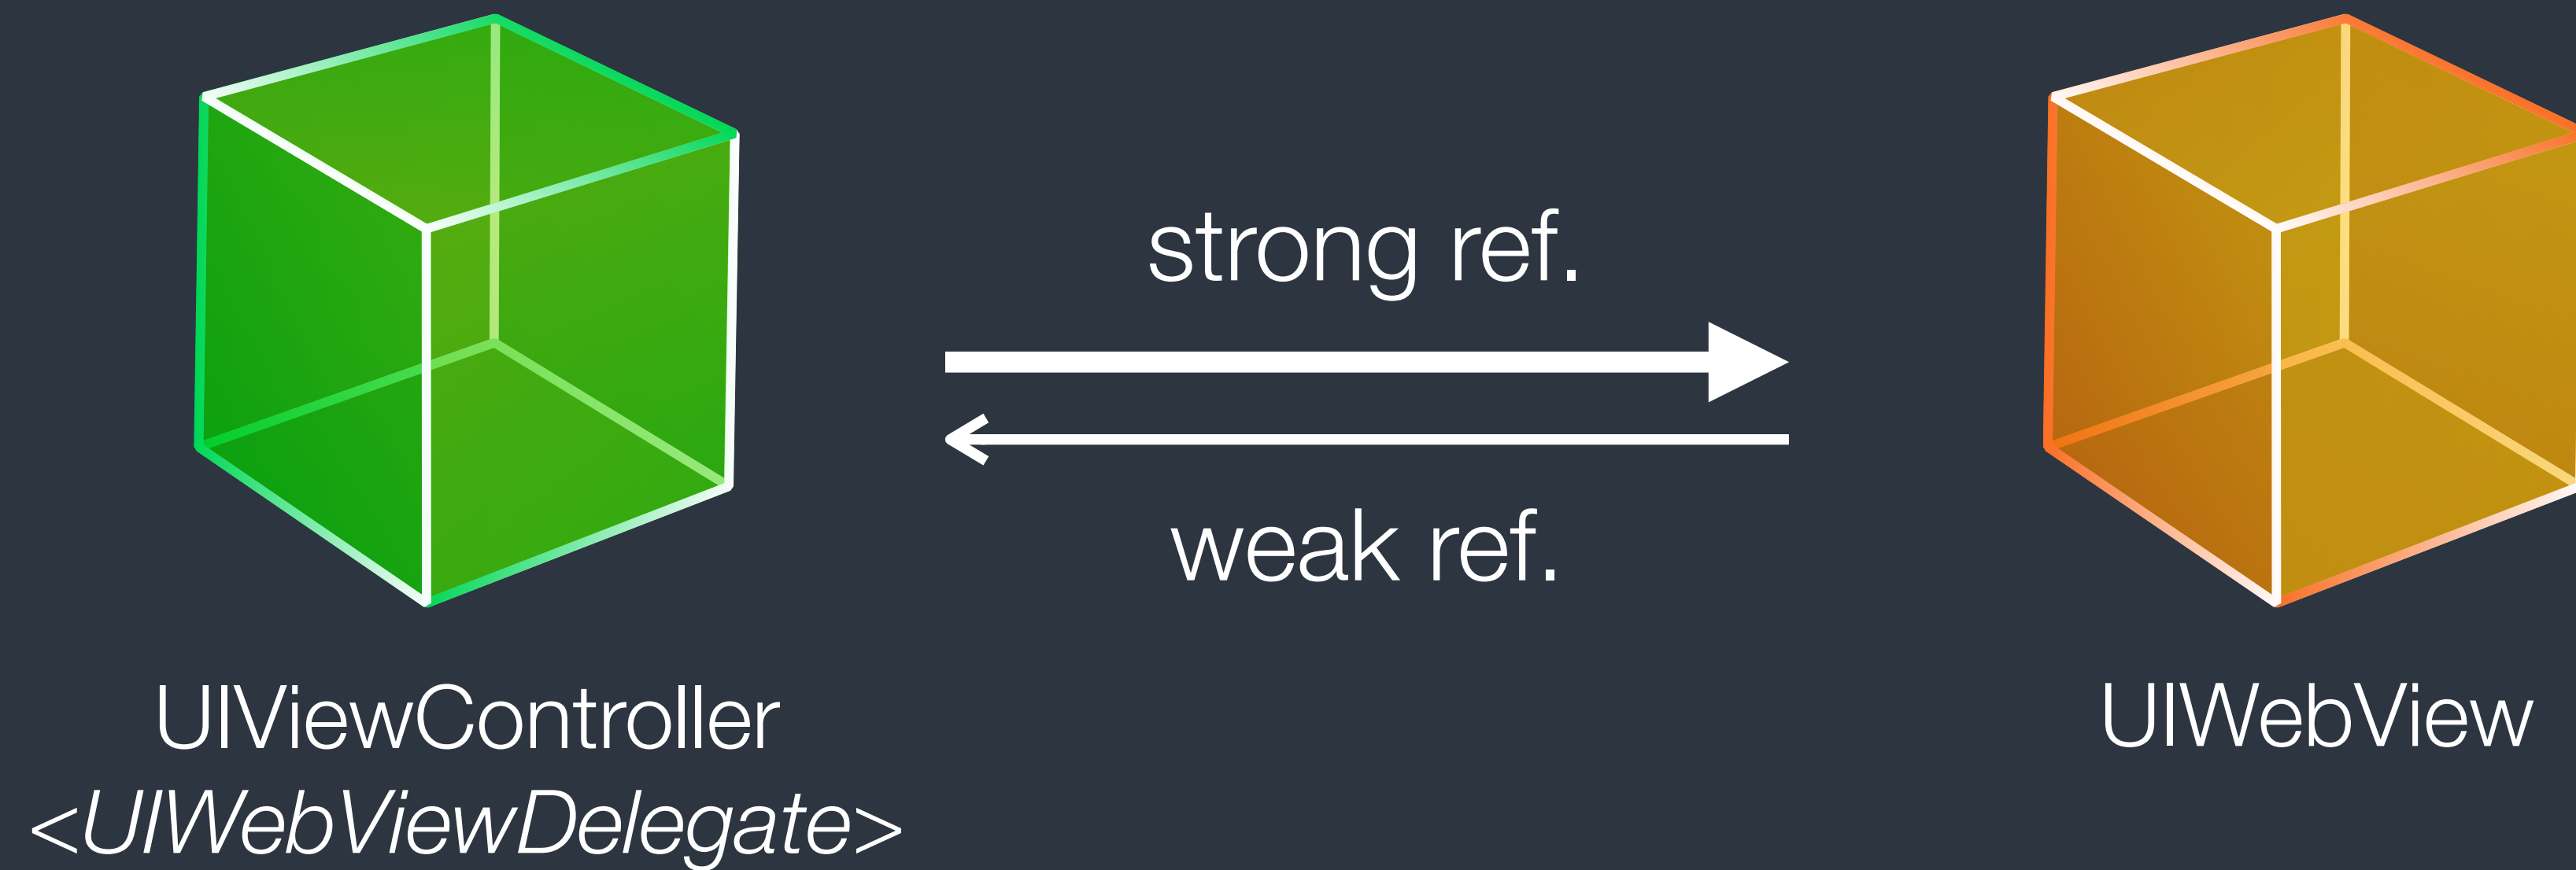 strong ref.
weak ref.
UIViewController
<UIWebViewDelegate>
UIWebView